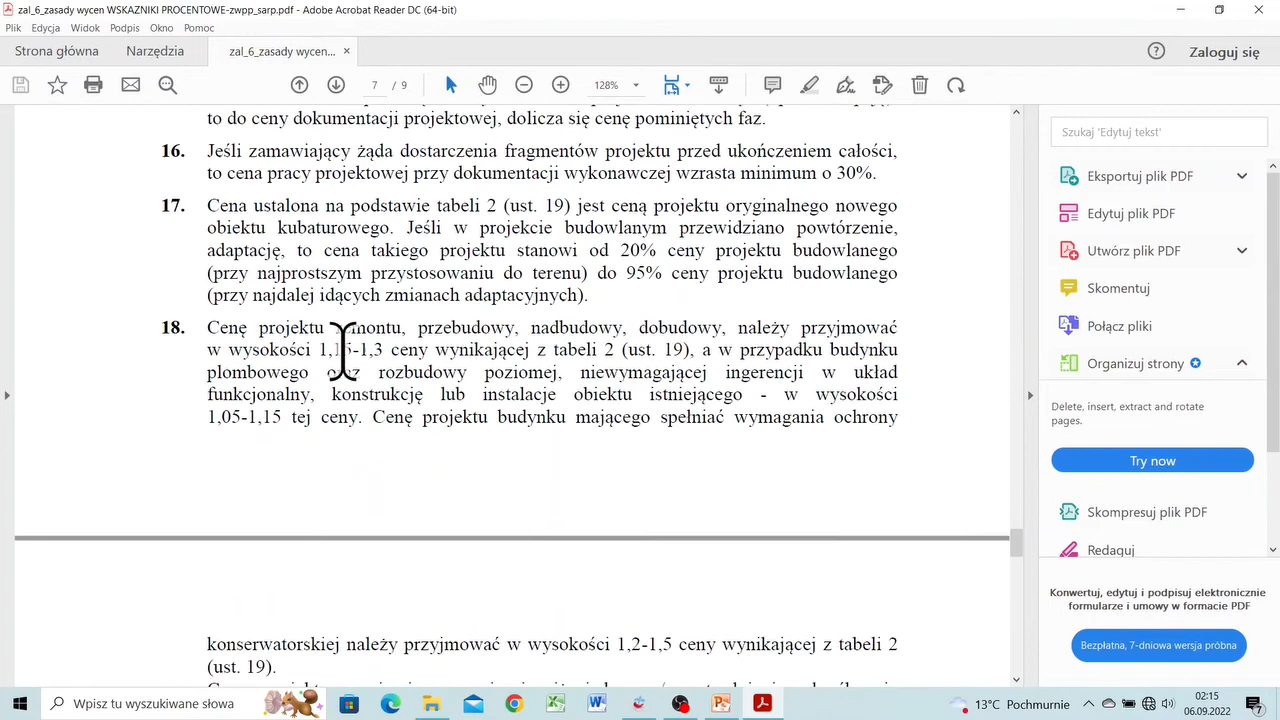 zal_6_zasady wycen WSKAZNIKI PROCENTOWE-zwpp_sarp.pdf - Adobe Acrobat Reader DC (64-bit)
Plik Edycja Widok Podpis Okno Pomoc
Strona główna Narzędzia zal_6_zasady wycen... × Zaloguj się
7 / 9 128%
to do ceny dokumentacji projektowej, dolicza się cenę pominiętych faz.
16. Jeśli zamawiający żąda dostarczenia fragmentów projektu przed ukończeniem całości,
to cena pracy projektowej przy dokumentacji wykonawczej wzrasta minimum o 30%.
17. Cena ustalona na podstawie tabeli 2 (ust. 19) jest ceną projektu oryginalnego nowego
obiektu kubaturowego. Jeśli w projekcie budowlanym przewidziano powtórzenie,
adaptację, to cena takiego projektu stanowi od 20% ceny projektu budowlanego
(przy najprostszym przystosowaniu do terenu) do 95% ceny projektu budowlanego
(przy najdalej idących zmianach adaptacyjnych).
18. Cenę projektu remontu, przebudowy, nadbudowy, dobudowy, należy przyjmować
w wysokości 1,15-1,3 ceny wynikającej z tabeli 2 (ust. 19), a w przypadku budynku
plombowego oraz rozbudowy poziomej, niewymagającej ingerencji w układ
funkcjonalny, konstrukcję lub instalacje obiektu istniejącego - w wysokości
1,05-1,15 tej ceny. Cenę projektu budynku mającego spełniać wymagania ochrony
konserwatorskiej należy przyjmować w wysokości 1,2-1,5 ceny wynikającej z tabeli 2
(ust. 19).
Szukaj 'Edytuj tekst'
Eksportuj plik PDF
Edytuj plik PDF
Utwórz plik PDF
Skomentuj
Połącz pliki
Organizuj strony
Delete, insert, extract and rotate
pages.
Try now
Skompresuj plik PDF
Redaguj
Konwertuj, edytuj i podpisuj elektronicznie
formularze i umowy w formacie PDF
Bezpłatna, 7-dniowa wersja próbna
Wpisz tu wyszukiwane słowa
13°C Pochmurnie
02:15
06.09.2022
7